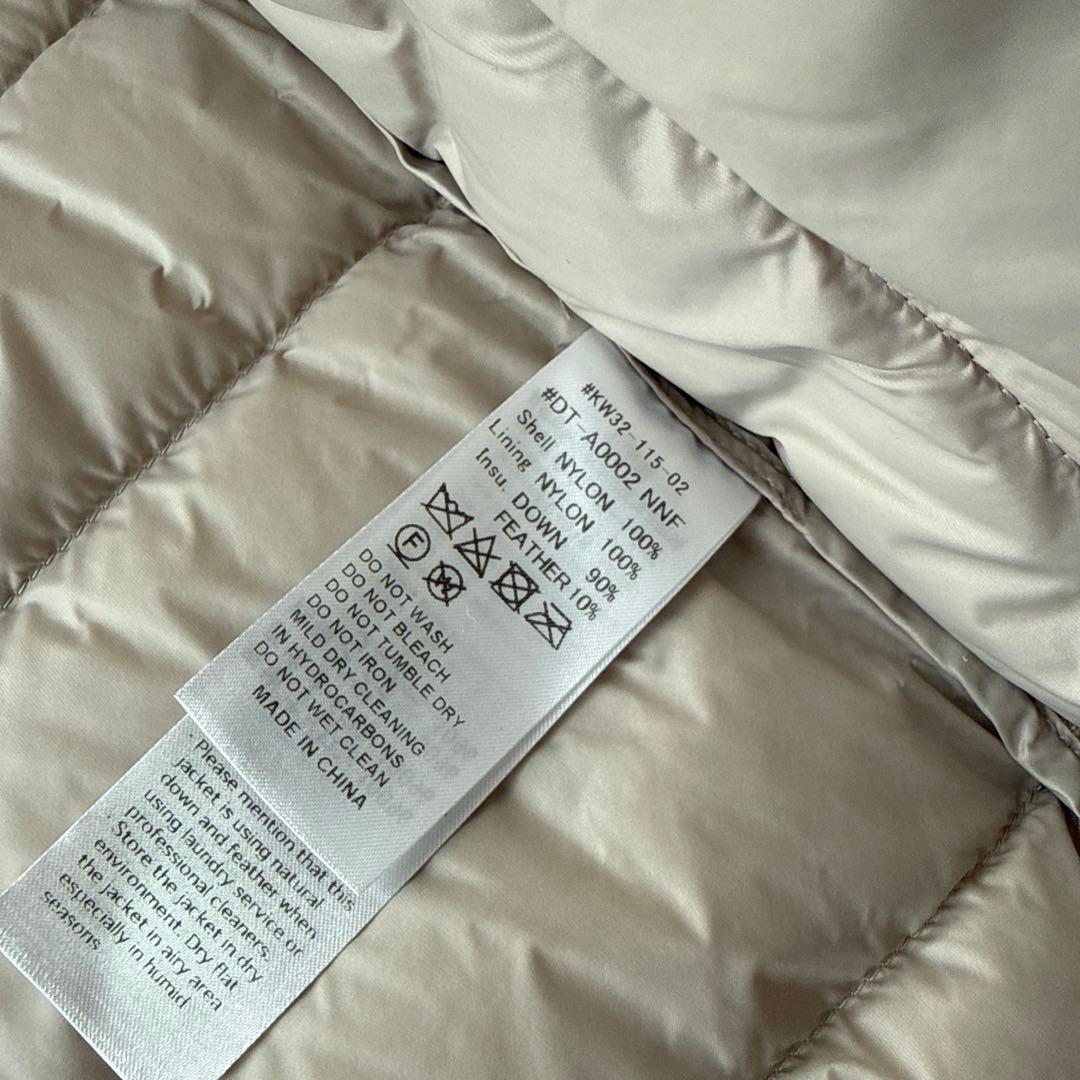 #KW32-115-02
#DT-A0002 NNF
Shell NYLON 100%
Lining NYLON 100%
Insu. DOWN 90%
FEATHER 10%
F W
DO NOT WASH
DO NOT BLEACH
DO NOT TUMBLE DRY
DO NOT IRON
MILD DRY CLEANING
IN HYDROCARBONS
DO NOT WET CLEAN
MADE IN CHINA
· Please mention that this
jacket is using natural
down and feather when
using laundry service or
professional cleaners.
· Store the jacket in dry
environment. Dry flat
the jacket in airy area
especially in humid
seasons.